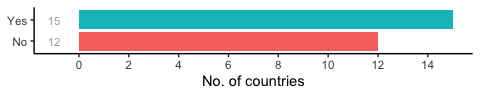 Yes 15
No 12
0 2 4 6 8 10 12 14
No. of countries